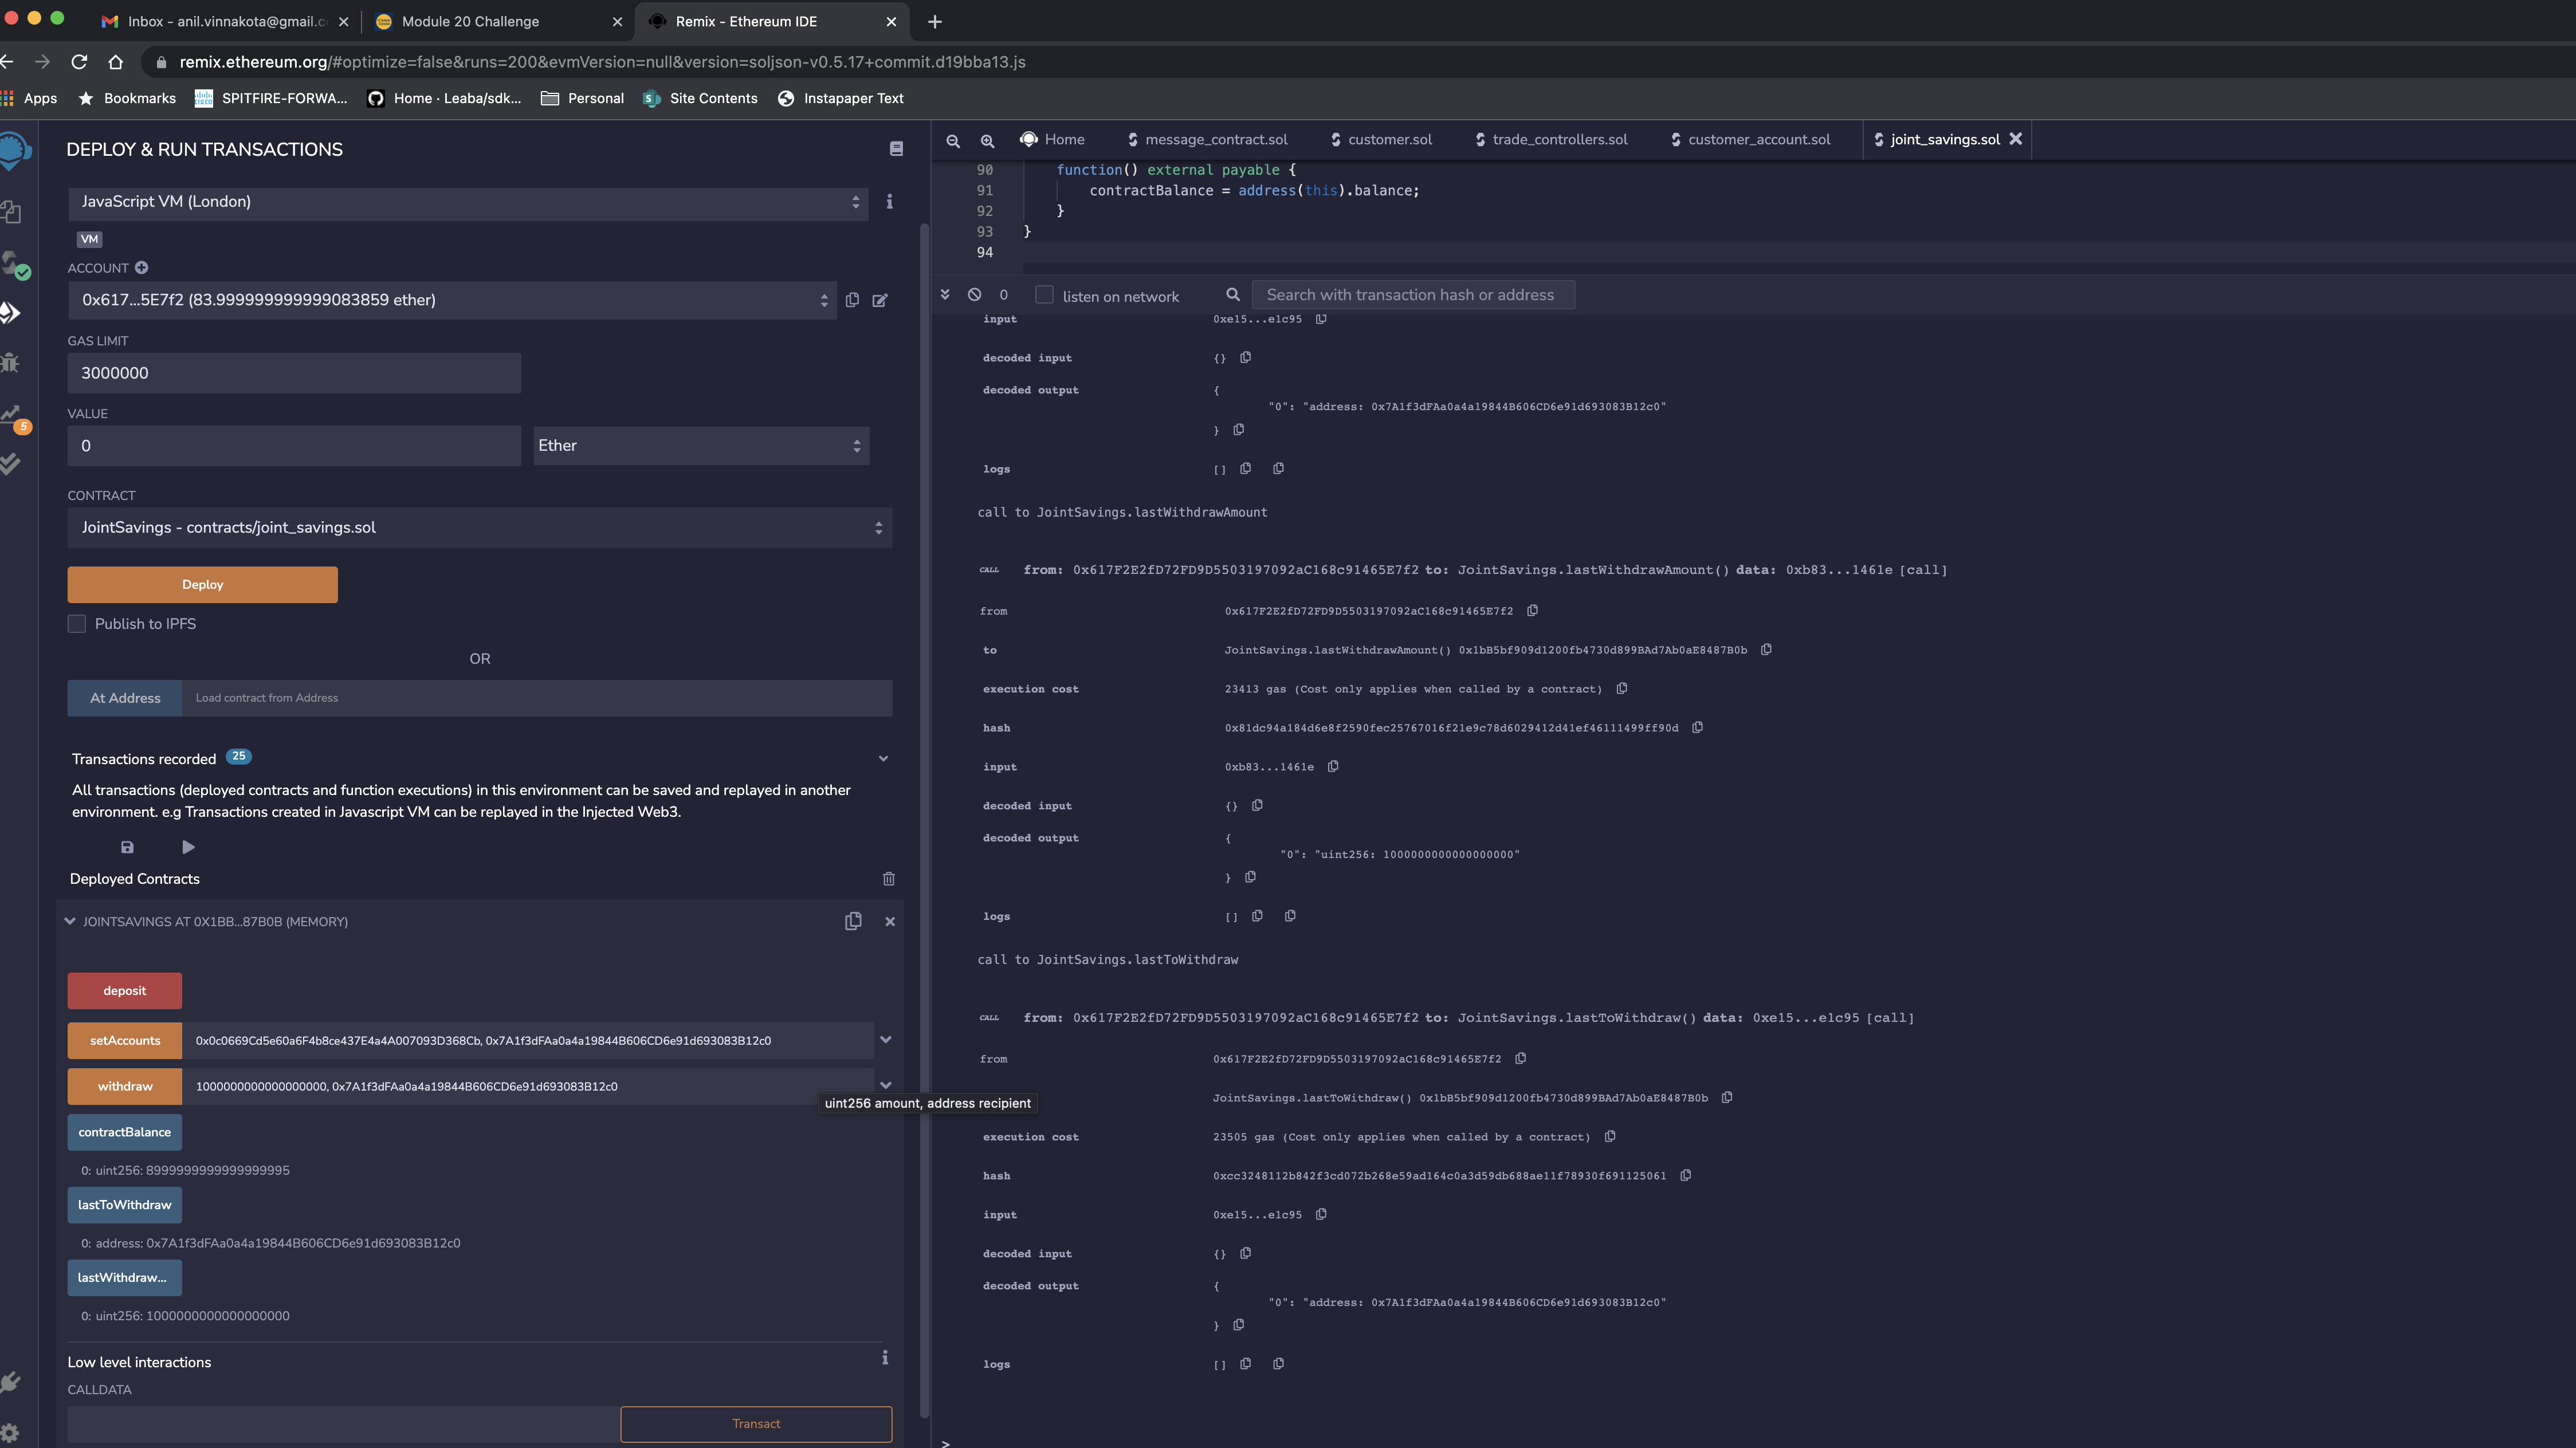 Inbox - anil.vinnakota@gmail.c
Module 20 Challenge
Remix - Ethereum IDE
remix.ethereum.org/#optimize=false&runs=200&evmVersion=null&version=soljson-v0.5.17+commit.d19bba13.js
Apps
Bookmarks
SPITFIRE-FORWA...
Home · Leaba/sdk...
Personal
Site Contents
Instapaper Text
DEPLOY & RUN TRANSACTIONS
JavaScript VM (London)
VM
ACCOUNT
0x617...5E7f2 (83.999999999999083859 ether)
GAS LIMIT
3000000
VALUE
0
Ether
CONTRACT
JointSavings - contracts/joint_savings.sol
Deploy
Publish to IPFS
OR
At Address
Load contract from Address
Transactions recorded 25
All transactions (deployed contracts and function executions) in this environment can be saved and replayed in another
environment. e.g Transactions created in Javascript VM can be replayed in the Injected Web3.
Deployed Contracts
JOINTSAVINGS AT 0X1BB...87B0B (MEMORY)
deposit
setAccounts 0x0c0669Cd5e60a6F4b8ce437E4a4A007093D368Cb, 0x7A1f3dFAa0a4a19844B606CD6e91d693083B12c0
withdraw 1000000000000000000, 0x7A1f3dFAa0a4a19844B606CD6e91d693083B12c0
uint256 amount, address recipient
contractBalance
0: uint256: 8999999999999999995
lastToWithdraw
0: address: 0x7A1f3dFAa0a4a19844B606CD6e91d693083B12c0
lastWithdraw...
0: uint256: 1000000000000000000
Low level interactions
CALLDATA
Transact
5
Home
message_contract.sol
customer.sol
trade_controllers.sol
customer_account.sol
joint_savings.sol
90 function() external payable {
91 contractBalance = address(this).balance;
92 }
93 }
94
0
listen on network
Search with transaction hash or address
input 0xe15...e1c95
decoded input {}
decoded output {
"0": "address: 0x7A1f3dFAa0a4a19844B606CD6e91d693083B12c0"
}
logs []
call to JointSavings.lastWithdrawAmount
CALL from: 0x617F2E2fD72FD9D5503197092aC168c91465E7f2 to: JointSavings.lastWithdrawAmount() data: 0xb83...1461e [call]
from 0x617F2E2fD72FD9D5503197092aC168c91465E7f2
to JointSavings.lastWithdrawAmount() 0x1bB5bf909d1200fb4730d899BAd7Ab0aE8487B0b
execution cost 23413 gas (Cost only applies when called by a contract)
hash 0x81dc94a184d6e8f2590fec25767016f21e9c78d6029412d41ef46111499ff90d
input 0xb83...1461e
decoded input {}
decoded output {
"0": "uint256: 1000000000000000000"
}
logs []
call to JointSavings.lastToWithdraw
CALL from: 0x617F2E2fD72FD9D5503197092aC168c91465E7f2 to: JointSavings.lastToWithdraw() data: 0xe15...e1c95 [call]
from 0x617F2E2fD72FD9D5503197092aC168c91465E7f2
to JointSavings.lastToWithdraw() 0x1bB5bf909d1200fb4730d899BAd7Ab0aE8487B0b
execution cost 23505 gas (Cost only applies when called by a contract)
hash 0xcc3248112b842f3cd072b268e59ad164c0a3d59db688ae11f78930f691125061
input 0xe15...e1c95
decoded input {}
decoded output {
"0": "address: 0x7A1f3dFAa0a4a19844B606CD6e91d693083B12c0"
}
logs []
>